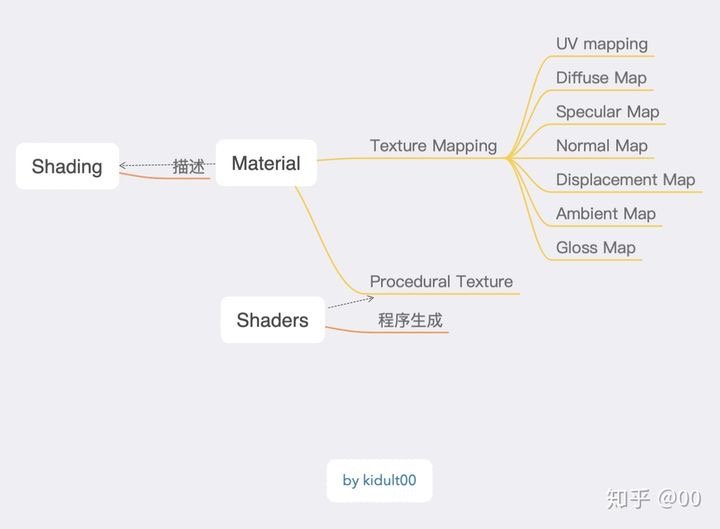 Shading
描述
Material
Texture Mapping
UV mapping
Diffuse Map
Specular Map
Normal Map
Displacement Map
Ambient Map
Gloss Map
Procedural Texture
Shaders
程序生成
by kidult00
知乎 @00